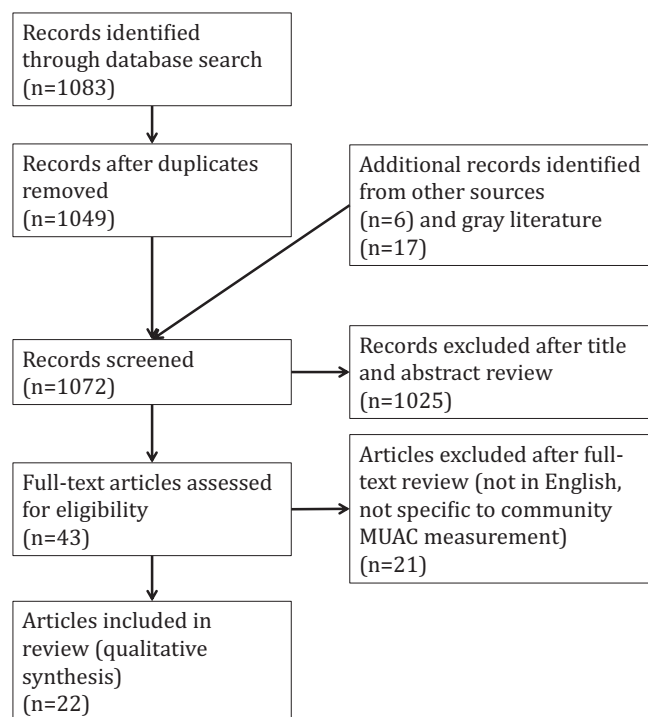 Records identified
through database search
(n=1083)
Records after duplicates
removed
(n=1049)
Additional records identified
from other sources
(n=6) and gray literature
(n=17)
Records screened
(n=1072)
Records excluded after title
and abstract review
(n=1025)
Full-text articles assessed
for eligibility
(n=43)
Articles excluded after full-
text review (not in English,
not specific to community
MUAC measurement)
(n=21)
Articles included in
review (qualitative
synthesis)
(n=22)